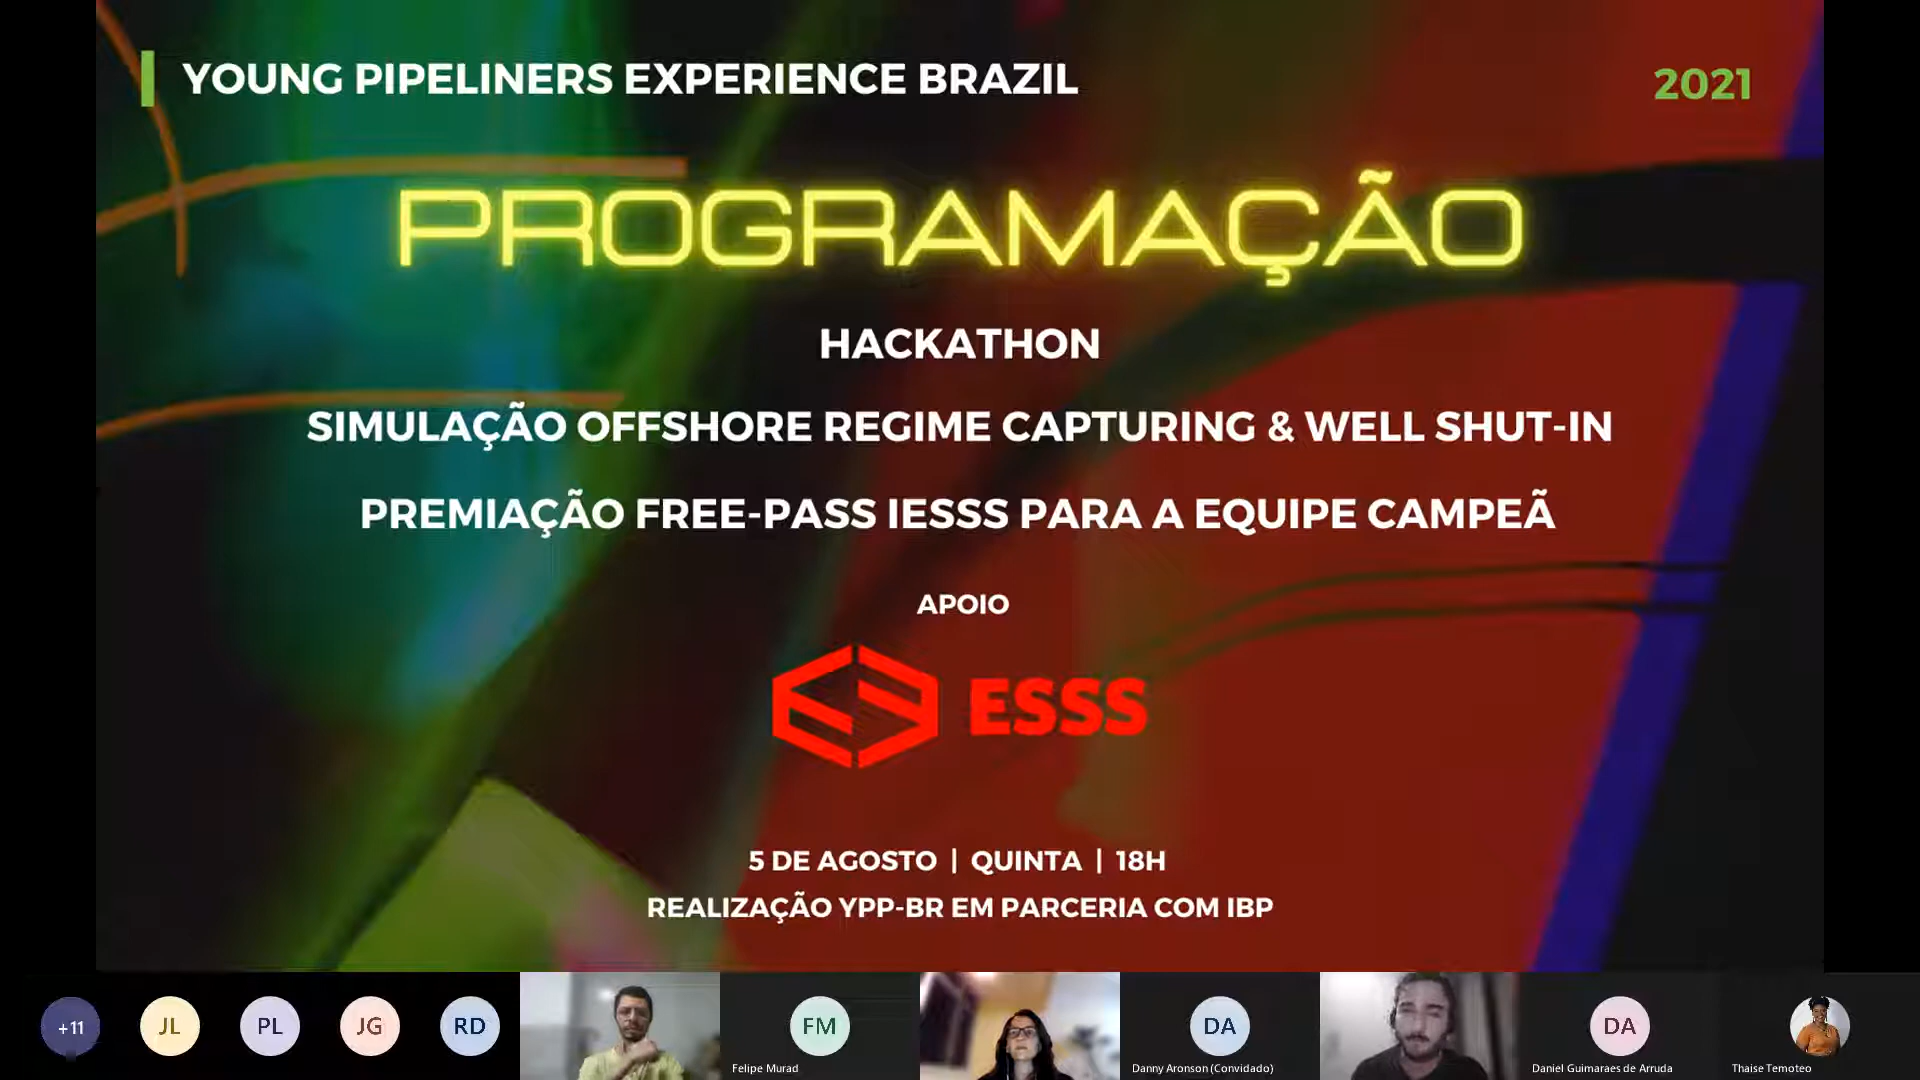 YOUNG PIPELINERS EXPERIENCE BRAZIL
2021
PROGRAMAÇÃO
HACKATHON
SIMULAÇÃO OFFSHORE REGIME CAPTURING & WELL SHUT-IN
PREMIAÇÃO FREE-PASS IESSS PARA A EQUIPE CAMPEÃ
APOIO
ESSS
5 DE AGOSTO | QUINTA | 18H
REALIZAÇÃO YPP-BR EM PARCERIA COM IBP
+11
JL
PL
JG
RD
FM
Felipe Murad
DA
Danny Aronson (Convidado)
DA
Daniel Guimaraes de Arruda
Thaise Temoteo